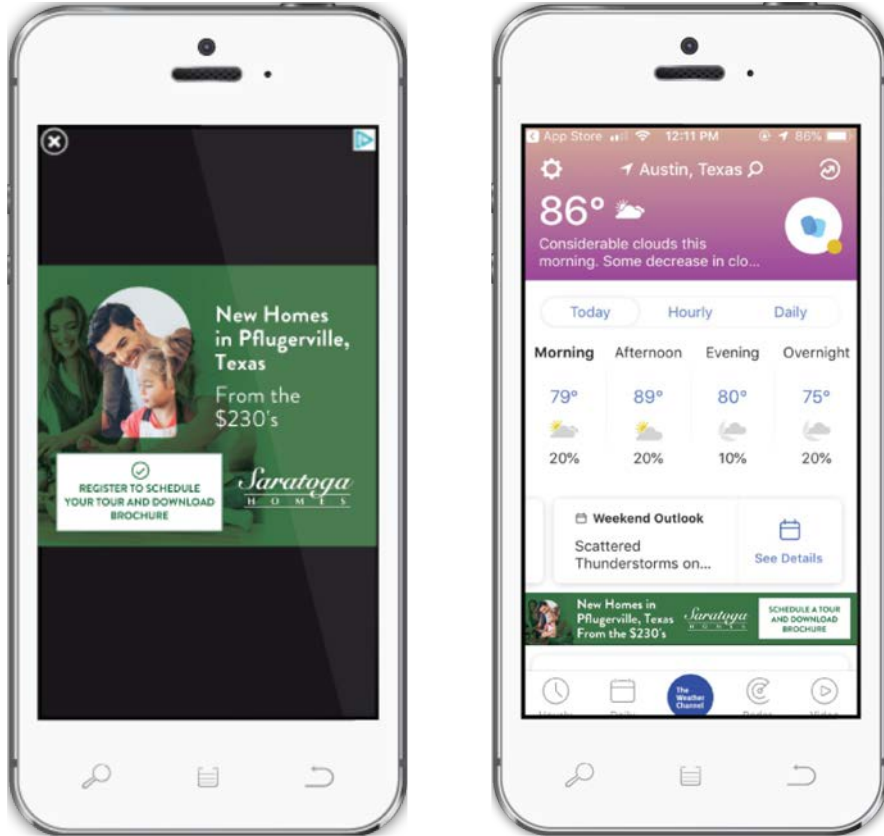 New Homes
in Pflugerville,
Texas
From the
$230's
REGISTER TO SCHEDULE
YOUR TOUR AND DOWNLOAD
BROCHURE
Saratoga
HOMES
App Store 12:11 PM 86%
Austin, Texas
86°
Considerable clouds this
morning. Some decrease in clo...
Today Hourly Daily
Morning Afternoon Evening Overnight
79° 89° 80° 75°
20% 20% 10% 20%
Weekend Outlook
Scattered
Thunderstorms on...
See Details
New Homes in
Pflugerville, Texas
From the $230's
Saratoga
HOMES
SCHEDULE A TOUR
AND DOWNLOAD
BROCHURE
The
Weather
Channel